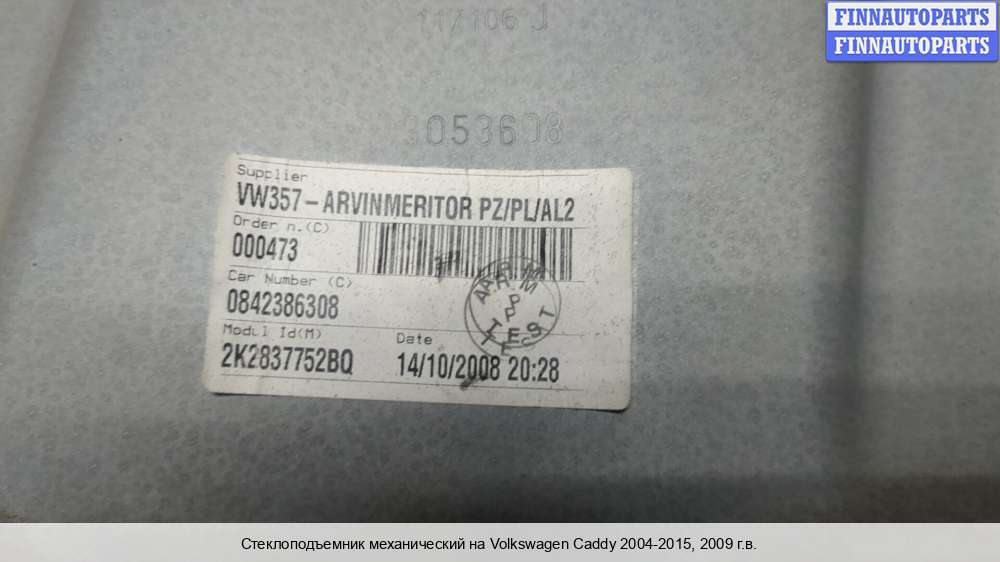 FINNAUTOPARTS
FINNAUTOPARTS
Supplier
VW357-ARVINMERITOR PZ/PL/AL2
Order n.(C)
000473
Car Number (C)
0842386308
Modul Id(M)
2K2837752BQ
Date
14/10/2008 20:28
TEST
Стеклоподъемник механический на Volkswagen Caddy 2004-2015, 2009 г.в.